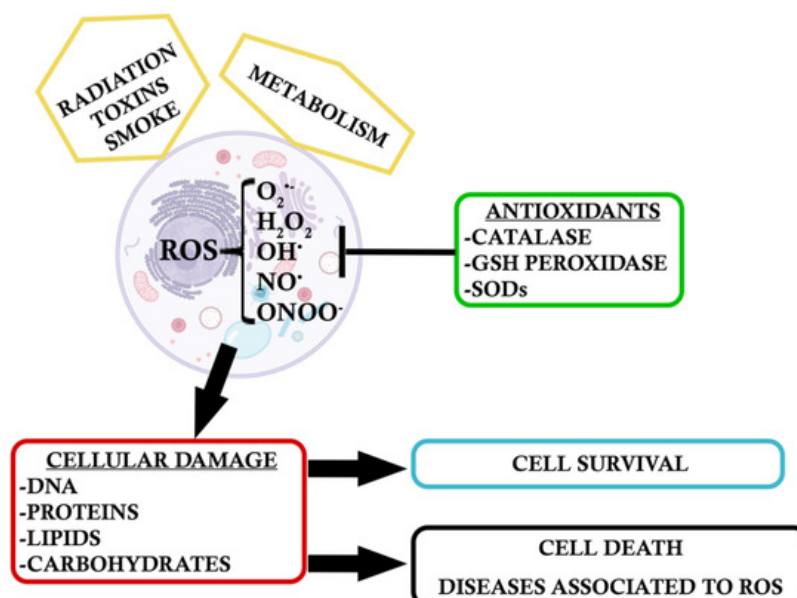 RADIATION
TOXINS
SMOKE
METABOLISM
ROS
O₂˙⁻
H₂O₂
OH˙
NO˙
ONOO⁻
ANTIOXIDANTS
-CATALASE
-GSH PEROXIDASE
-SODs
CELLULAR DAMAGE
-DNA
-PROTEINS
-LIPIDS
-CARBOHYDRATES
CELL SURVIVAL
CELL DEATH
DISEASES ASSOCIATED TO ROS